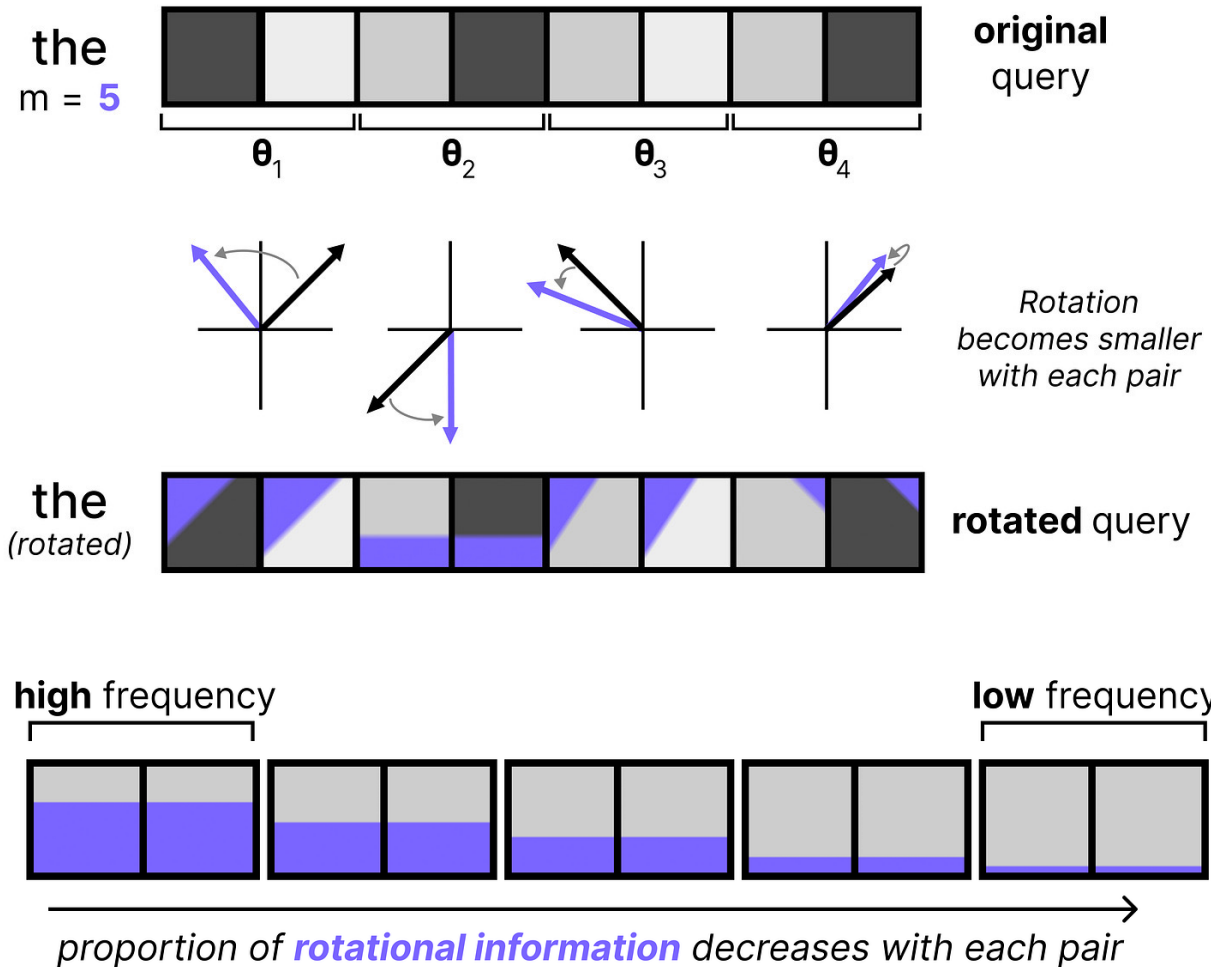 the
m = 5
original
query
θ1
θ2
θ3
θ4
Rotation
becomes smaller
with each pair
the
(rotated)
rotated query
high frequency
low frequency
proportion of rotational information decreases with each pair